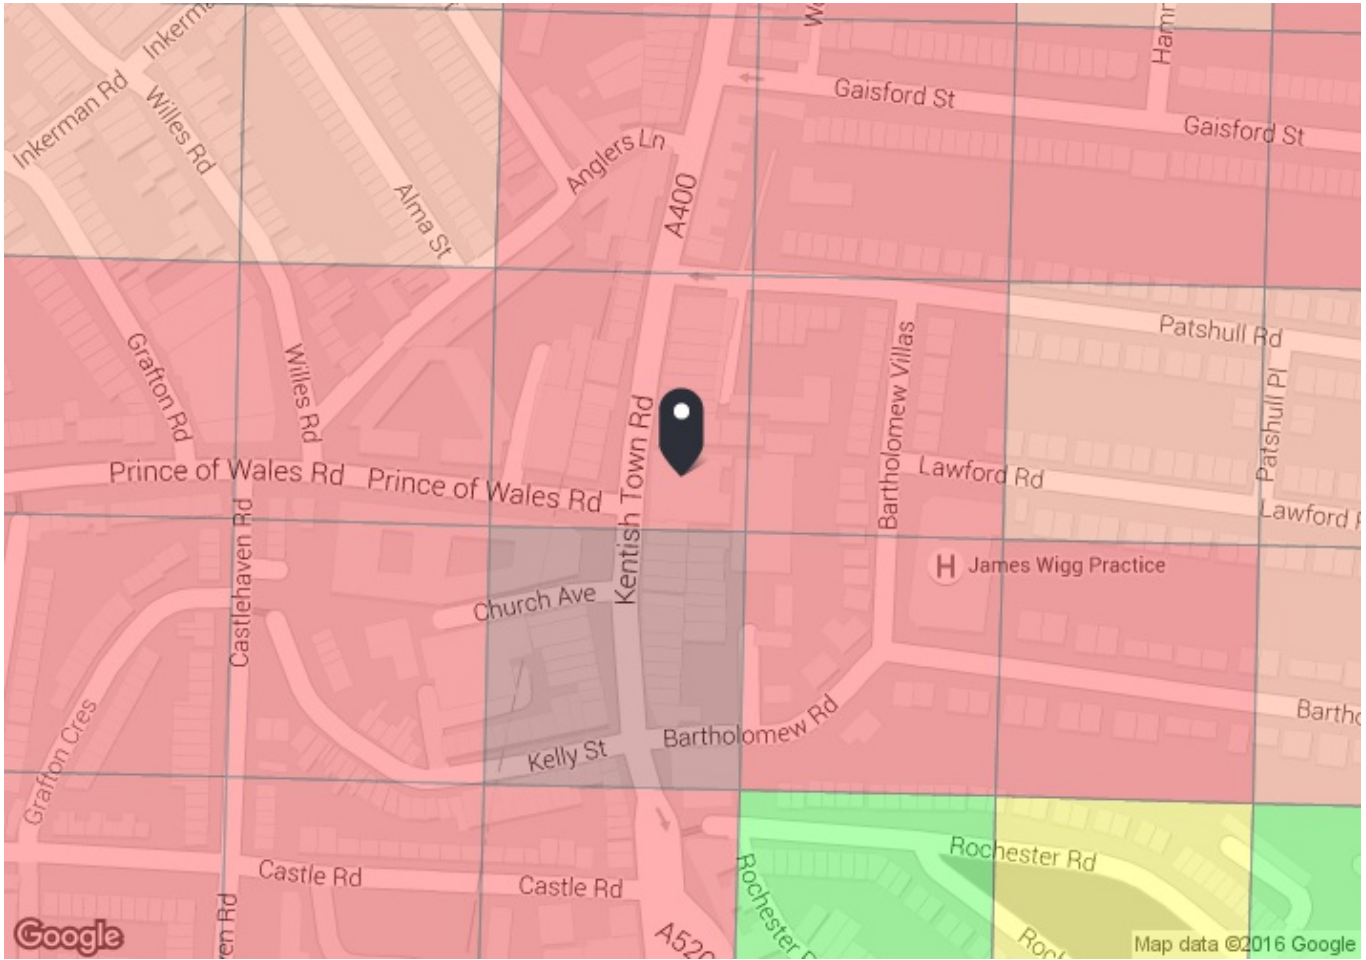 Inkerman Rd
Willes Rd
Alma St
Anglers Ln
A400
Gaisford St
Gaisford St
Grafton Rd
Willes Rd
Prince of Wales Rd
Prince of Wales Rd
Kentish Town Rd
Bartholomew Villas
Patshull Rd
Patshull Pl
Lawford Rd
Lawford
H James Wigg Practice
Castlehaven Rd
Church Ave
Grafton Cres
Kelly St
Bartholomew Rd
Castle Rd
Castle Rd
Rochester Rd
Rochester
A520
Google
Map data ©2016 Google